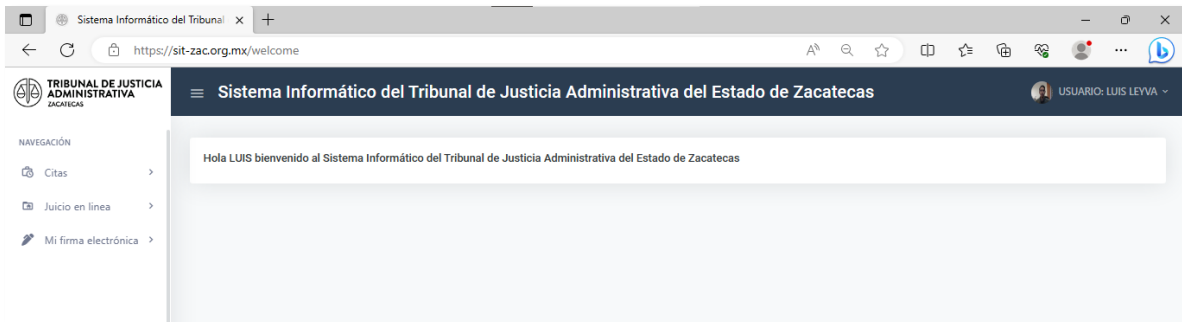 Sistema Informático del Tribunal
https://sit-zac.org.mx/welcome
TRIBUNAL DE JUSTICIA
ADMINISTRATIVA
ZACATECAS
Sistema Informático del Tribunal de Justicia Administrativa del Estado de Zacatecas
USUARIO: LUIS LEYVA
NAVEGACIÓN
Hola LUIS bienvenido al Sistema Informático del Tribunal de Justicia Administrativa del Estado de Zacatecas
Citas
Juicio en linea
Mi firma electrónica